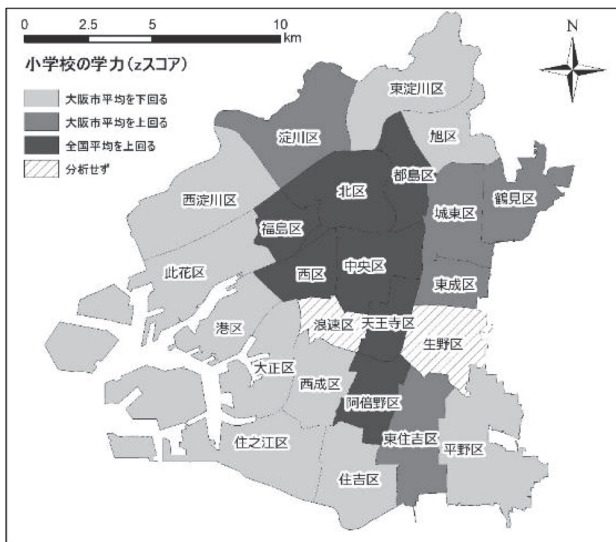 0 2.5 5 10
km
N
小学校の学力(zスコア)
大阪市平均を下回る
大阪市平均を上回る
全国平均を上回る
分析せず
東淀川区
淀川区
旭区
都島区
北区
鶴見区
西淀川区
城東区
福島区
中央区
西区
此花区
東成区
港区
浪速区
天王寺区
生野区
大正区
西成区
阿倍野区
住之江区
東住吉区
平野区
住吉区